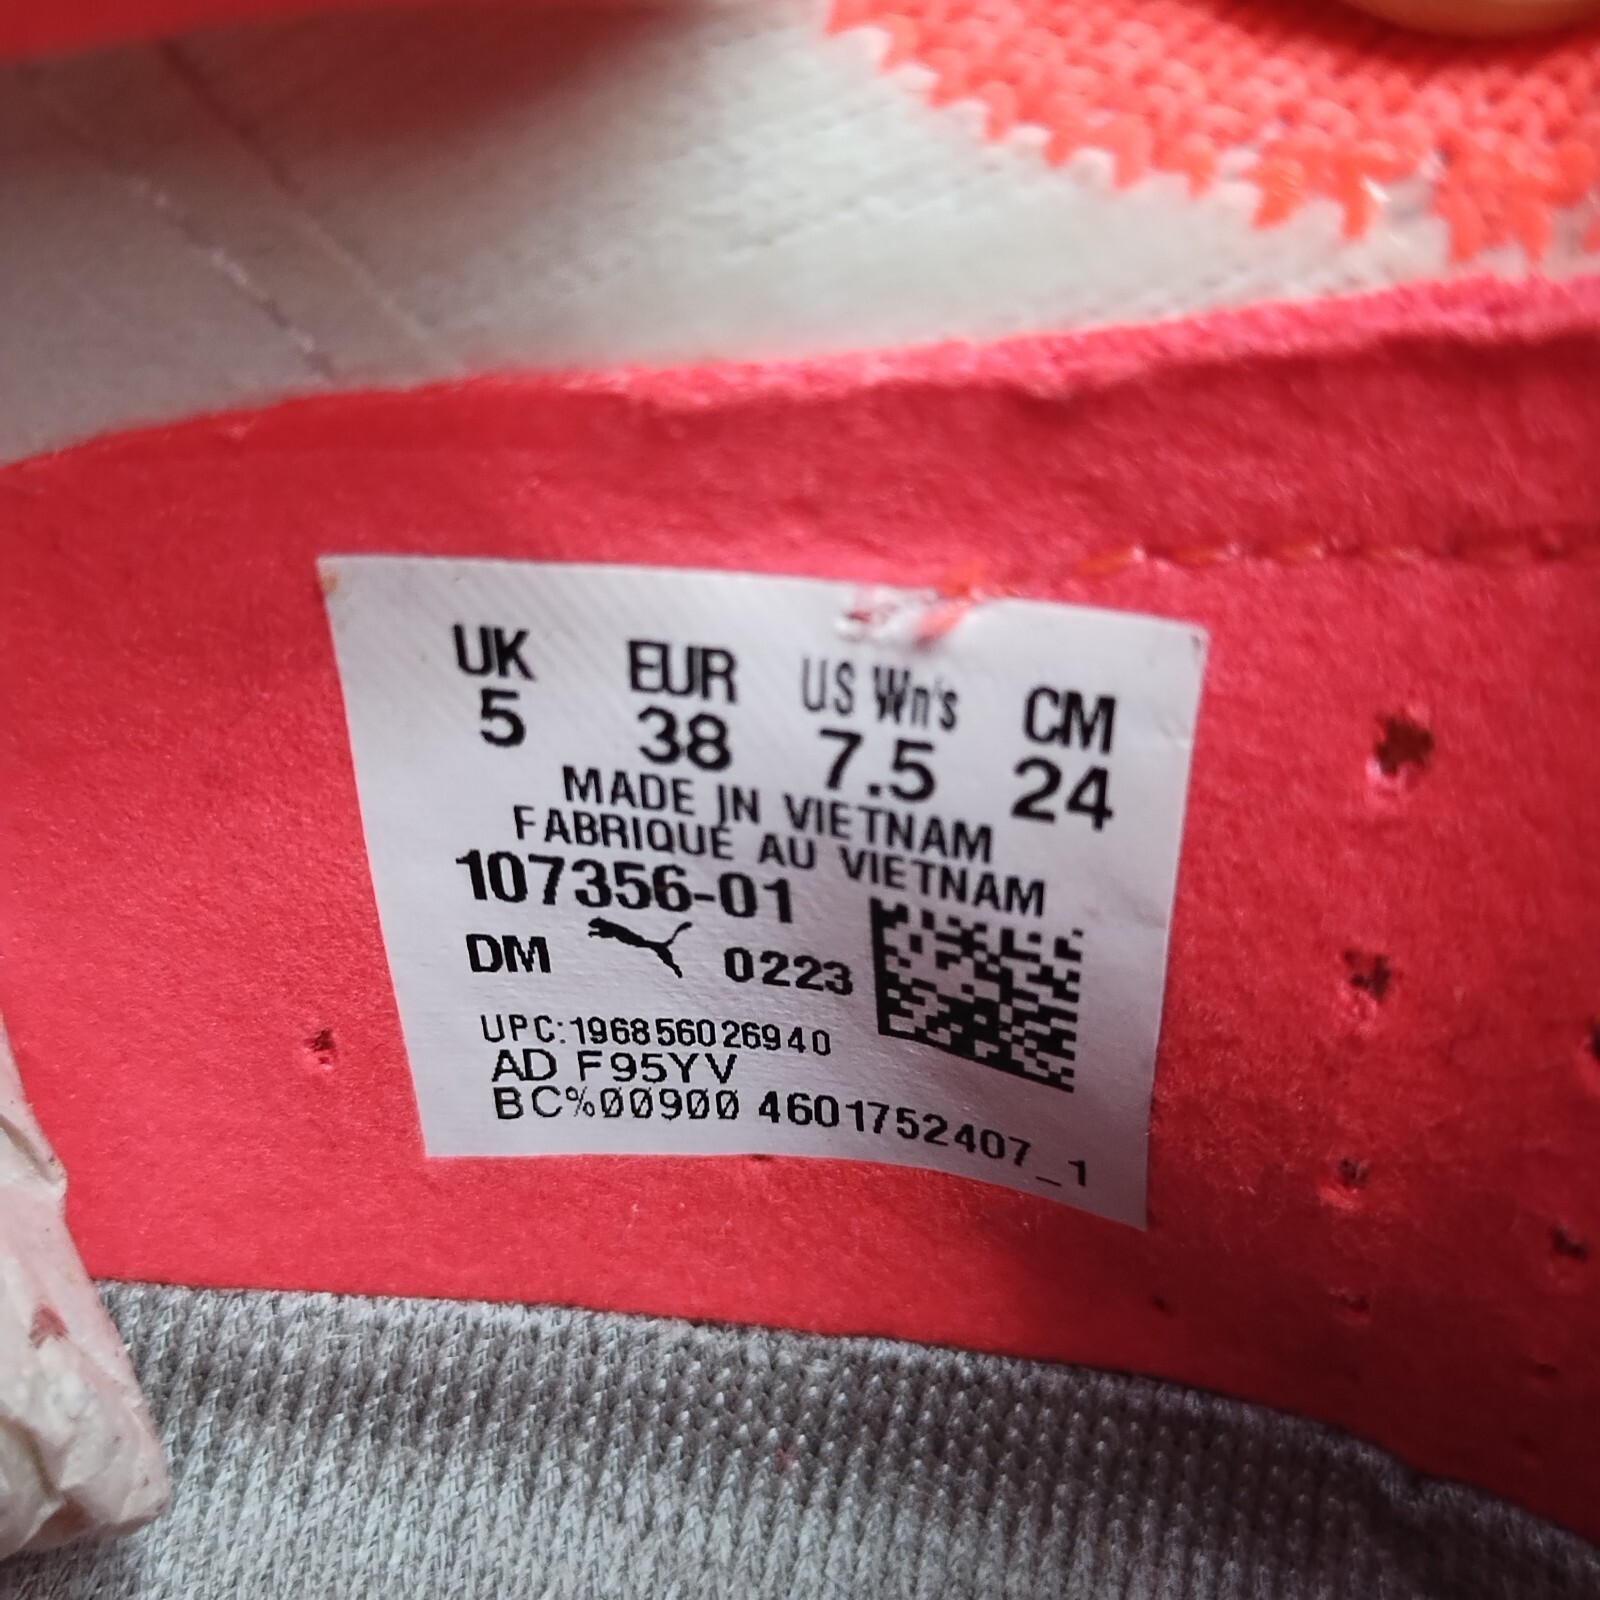 UK EUR US Wn's CM
5 38 7.5 24
MADE IN VIETNAM
FABRIQUÉ AU VIETNAM
107356-01
DM 0223
UPC:196856026940
AD F95YV
BC%00900 4601752407_1